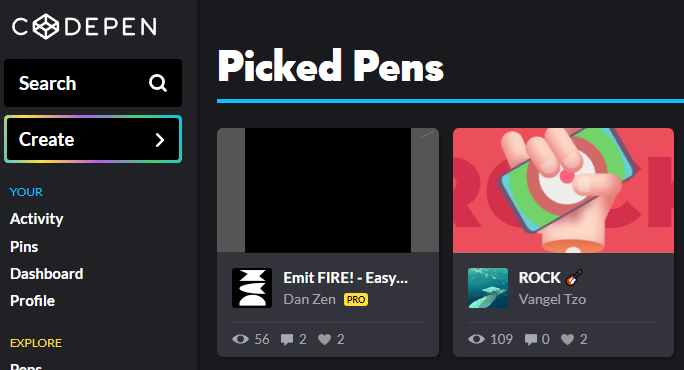 CODEPEN
Search
Create
YOUR
Activity
Pins
Dashboard
Profile
EXPLORE
Pens
Picked Pens
Emit FIRE! - Easy...
Dan Zen PRO
56 2 2
ROCK
ROCK 🎸
Vangel Tzo
109 0 2